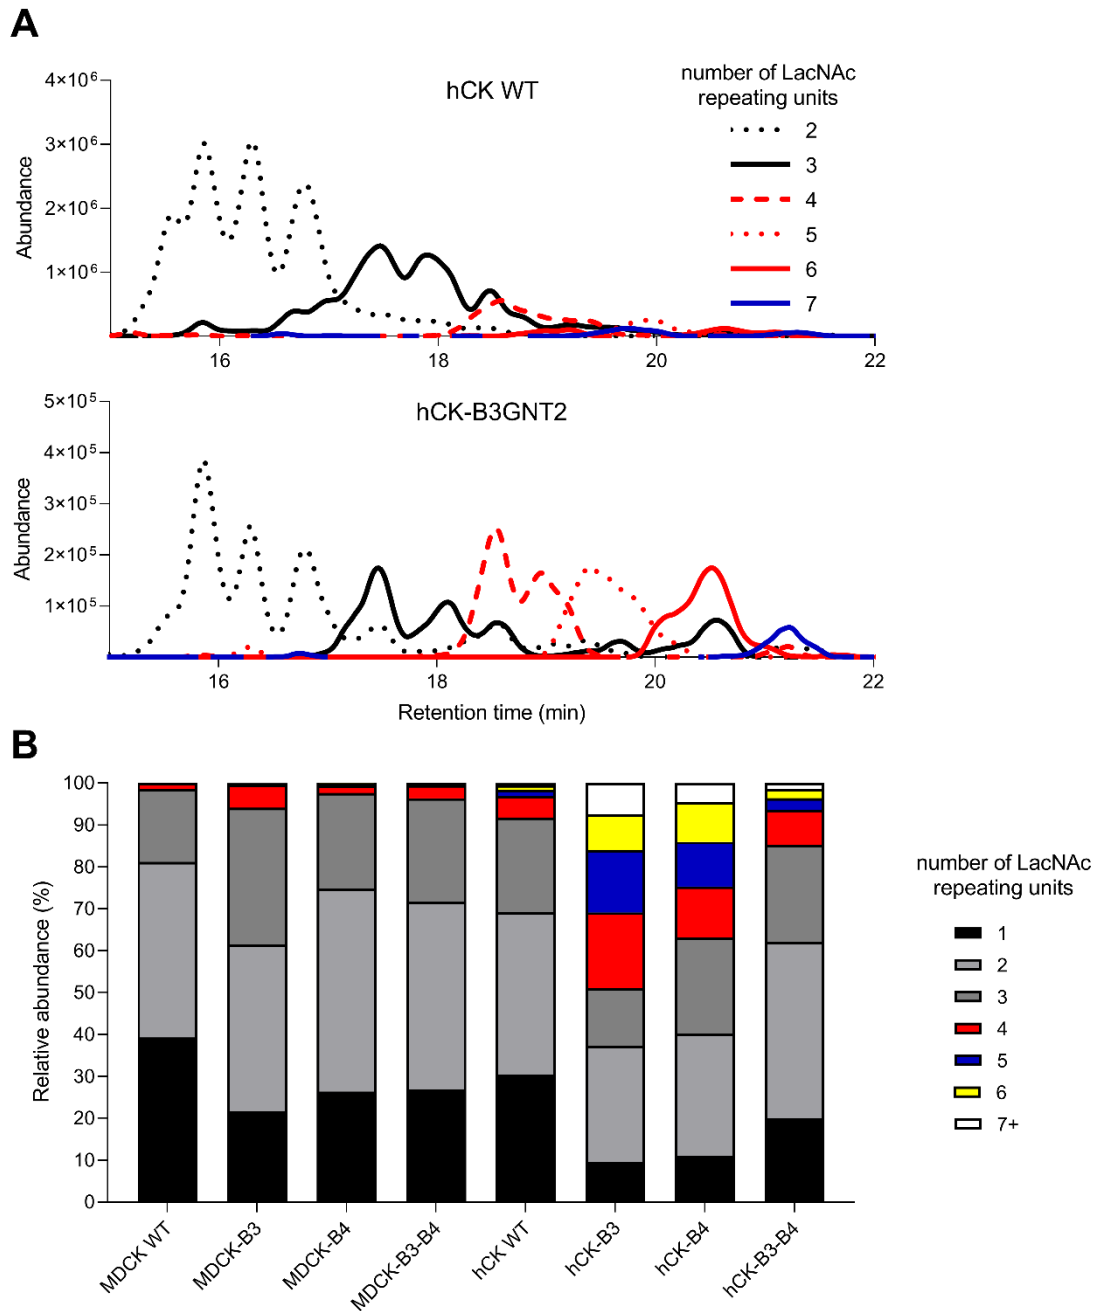 A
hCK WT
number of LacNAc
repeating units
2
3
4
5
6
7
Abundance
4×10⁶
3×10⁶
2×10⁶
1×10⁶
16
18
20
22
hCK-B3GNT2
Abundance
5×10⁵
4×10⁵
3×10⁵
2×10⁵
1×10⁵
16
18
20
22
Retention time (min)
B
Relative abundance (%)
100
90
80
70
60
50
40
30
20
10
0
MDCK WT
MDCK-B3
MDCK-B4
MDCK-B3-B4
hCK WT
hCK-B3
hCK-B4
hCK-B3-B4
number of LacNAc
repeating units
1
2
3
4
5
6
7+